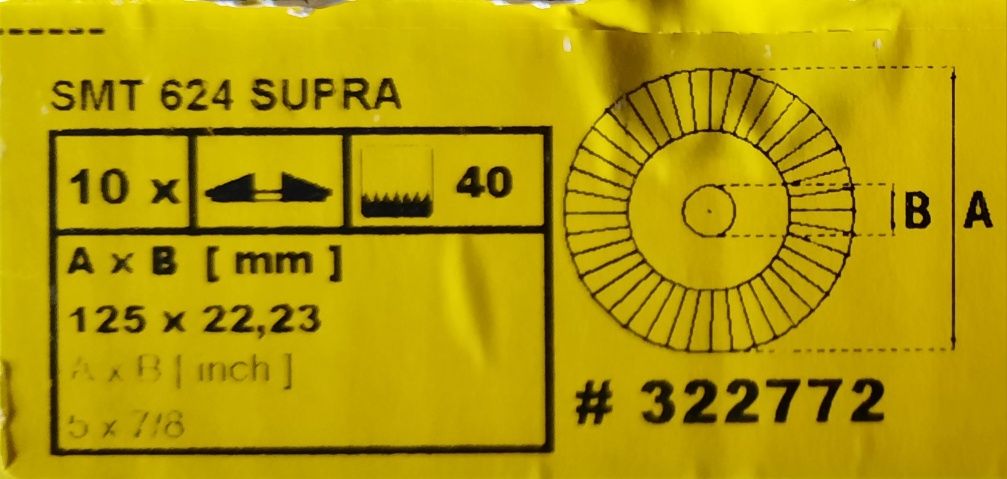 SMT 624 SUPRA
10 x 40
A x B [ mm ]
125 x 22,23
A x B [ inch ]
5 x 7/8
B A
# 322772